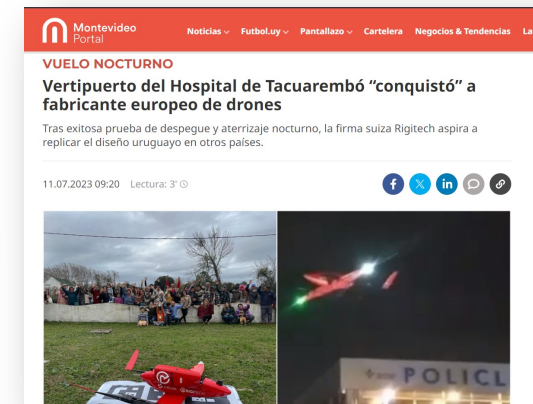 Montevideo
Portal
Noticias
Futbol.uy
Pantallazo
Cartelera
Negocios & Tendencias
VUELO NOCTURNO
Vertipuerto del Hospital de Tacuarembó “conquistó” a
fabricante europeo de drones
Tras exitosa prueba de despegue y aterrizaje nocturno, la firma suiza Rigitech aspira a
replicar el diseño uruguayo en otros países.
11.07.2023 09:20 Lectura: 3'
POLICL